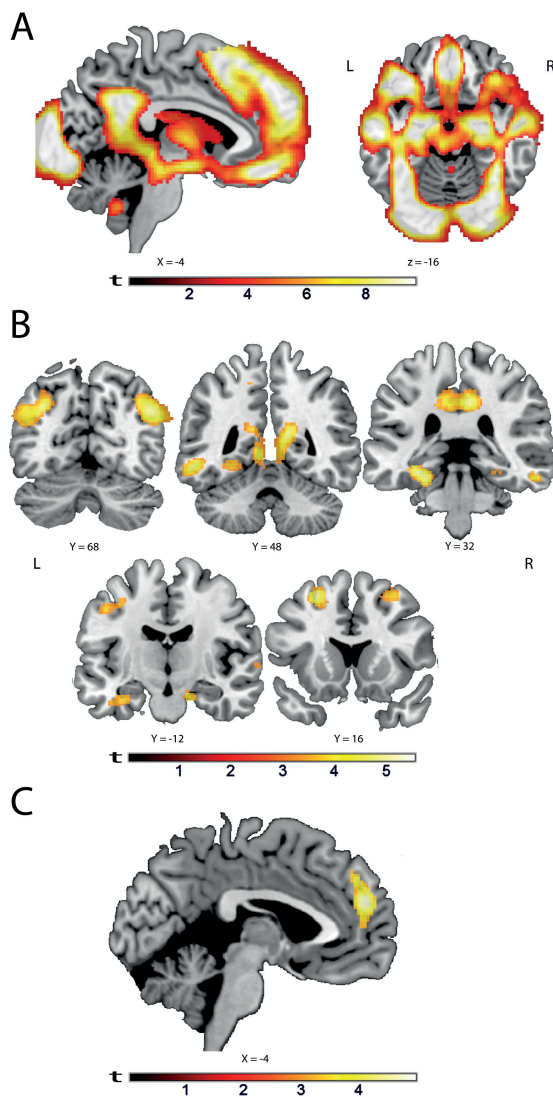 A
L R
X = -4 z = -16
t 2 4 6 8
B
Y = 68 Y = 48 Y = 32
L R
Y = -12 Y = 16
t 1 2 3 4 5
C
X = -4
t 1 2 3 4